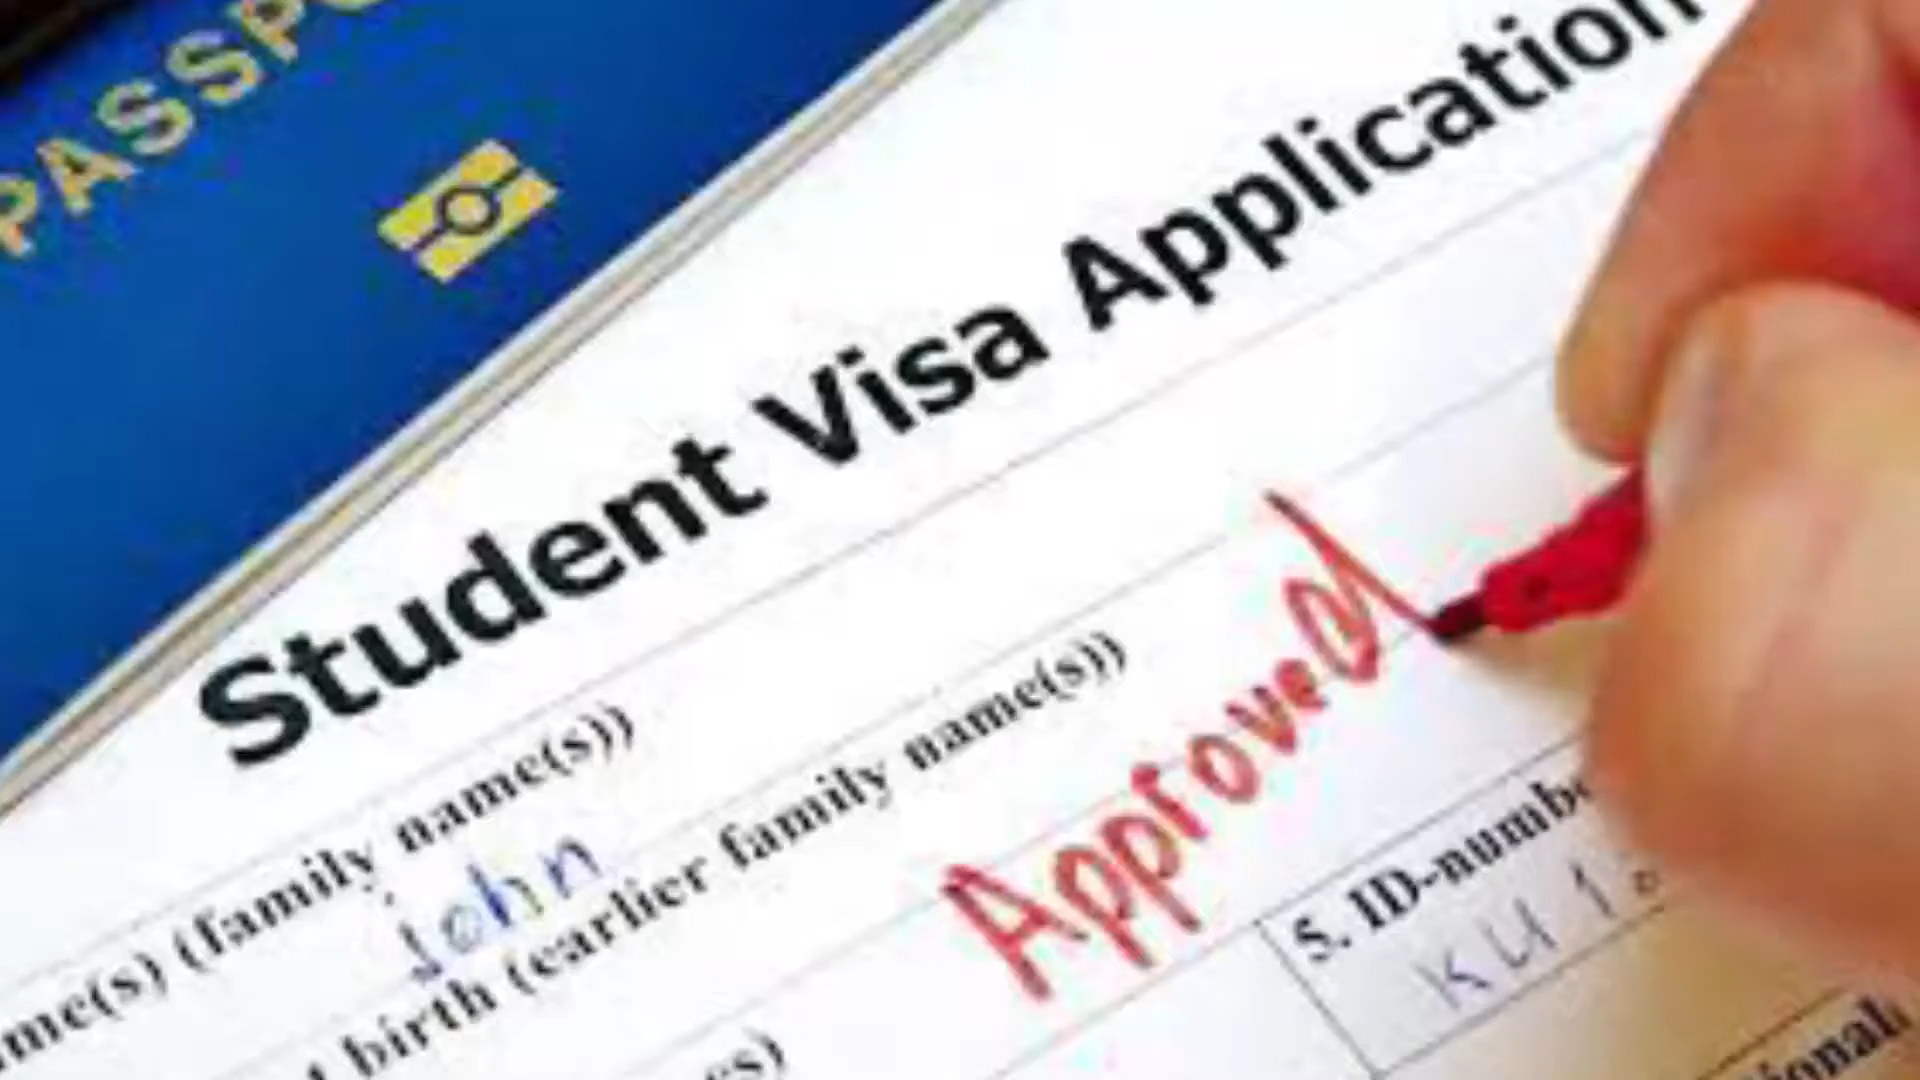 PASSPO
Student Visa Application
me(s) (family name(s))
john
birth (earlier family name(s))
Approved
5. ID-numbe
KU 1
s)
ional